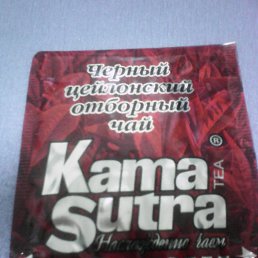 Черный
цейлонский
отборный
чай
Kama
Sutra
TEA
®
Наслаждение чаем